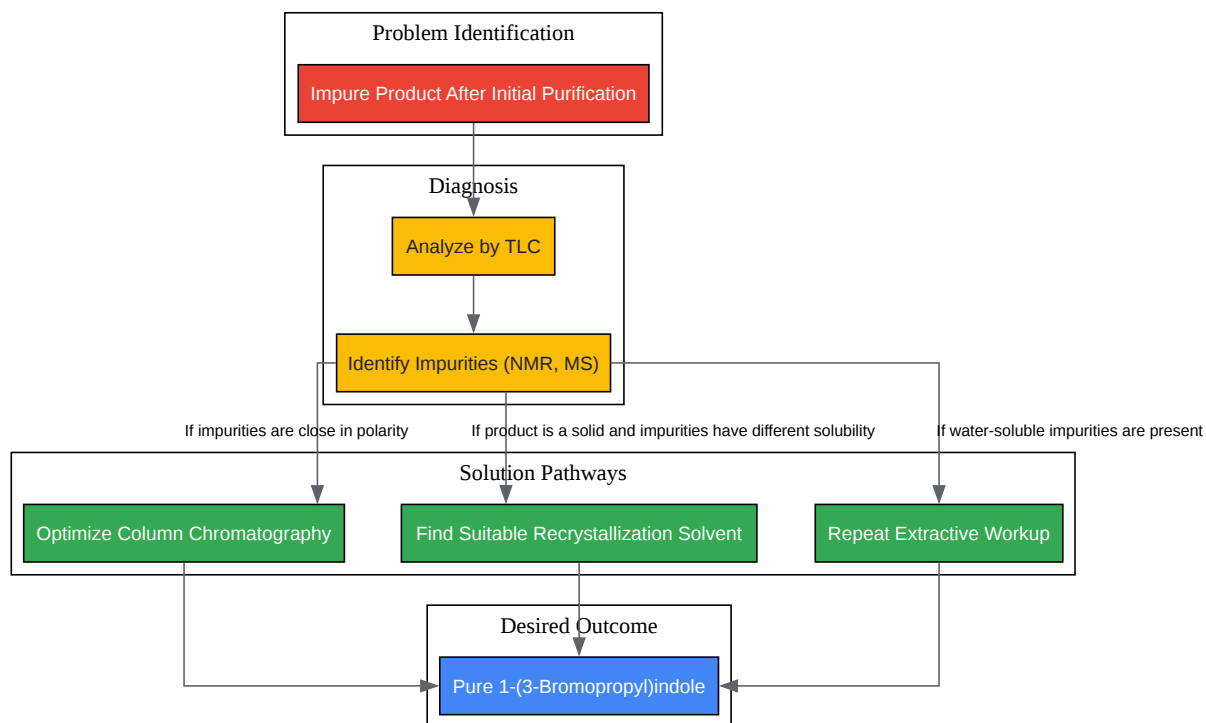 Problem Identification
Impure Product After Initial Purification
Diagnosis
Analyze by TLC
Identify Impurities (NMR, MS)
If impurities are close in polarity
If product is a solid and impurities have different solubility
If water-soluble impurities are present
Solution Pathways
Optimize Column Chromatography
Find Suitable Recrystallization Solvent
Repeat Extractive Workup
Desired Outcome
Pure 1-(3-Bromopropyl)indole